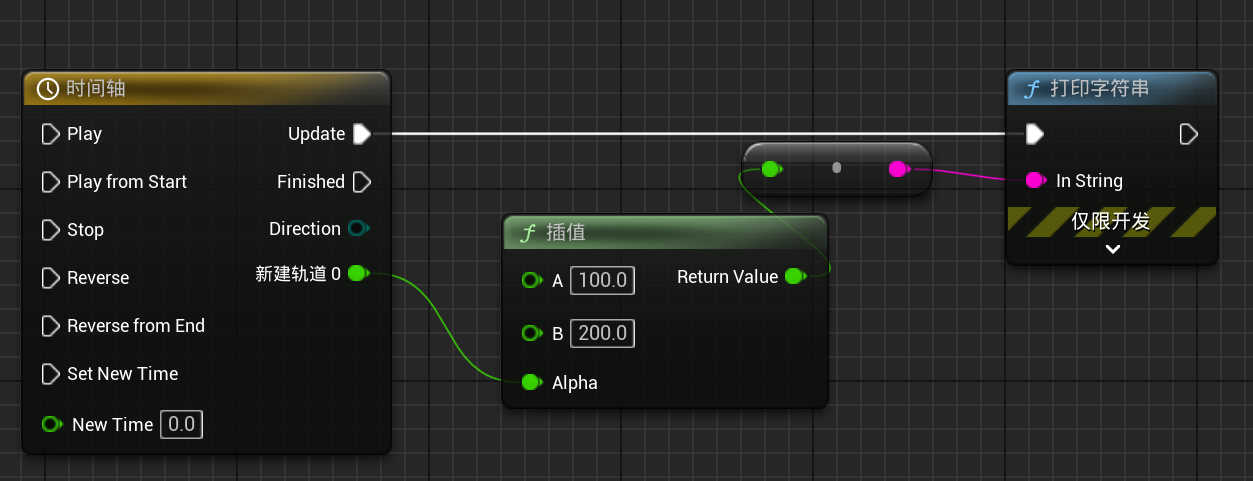 时间轴
Play
Update
Play from Start
Finished
Stop
Direction
Reverse
新建轨道 0
Reverse from End
Set New Time
New Time 0.0
插值
A 100.0
Return Value
B 200.0
Alpha
打印字符串
In String
仅限开发